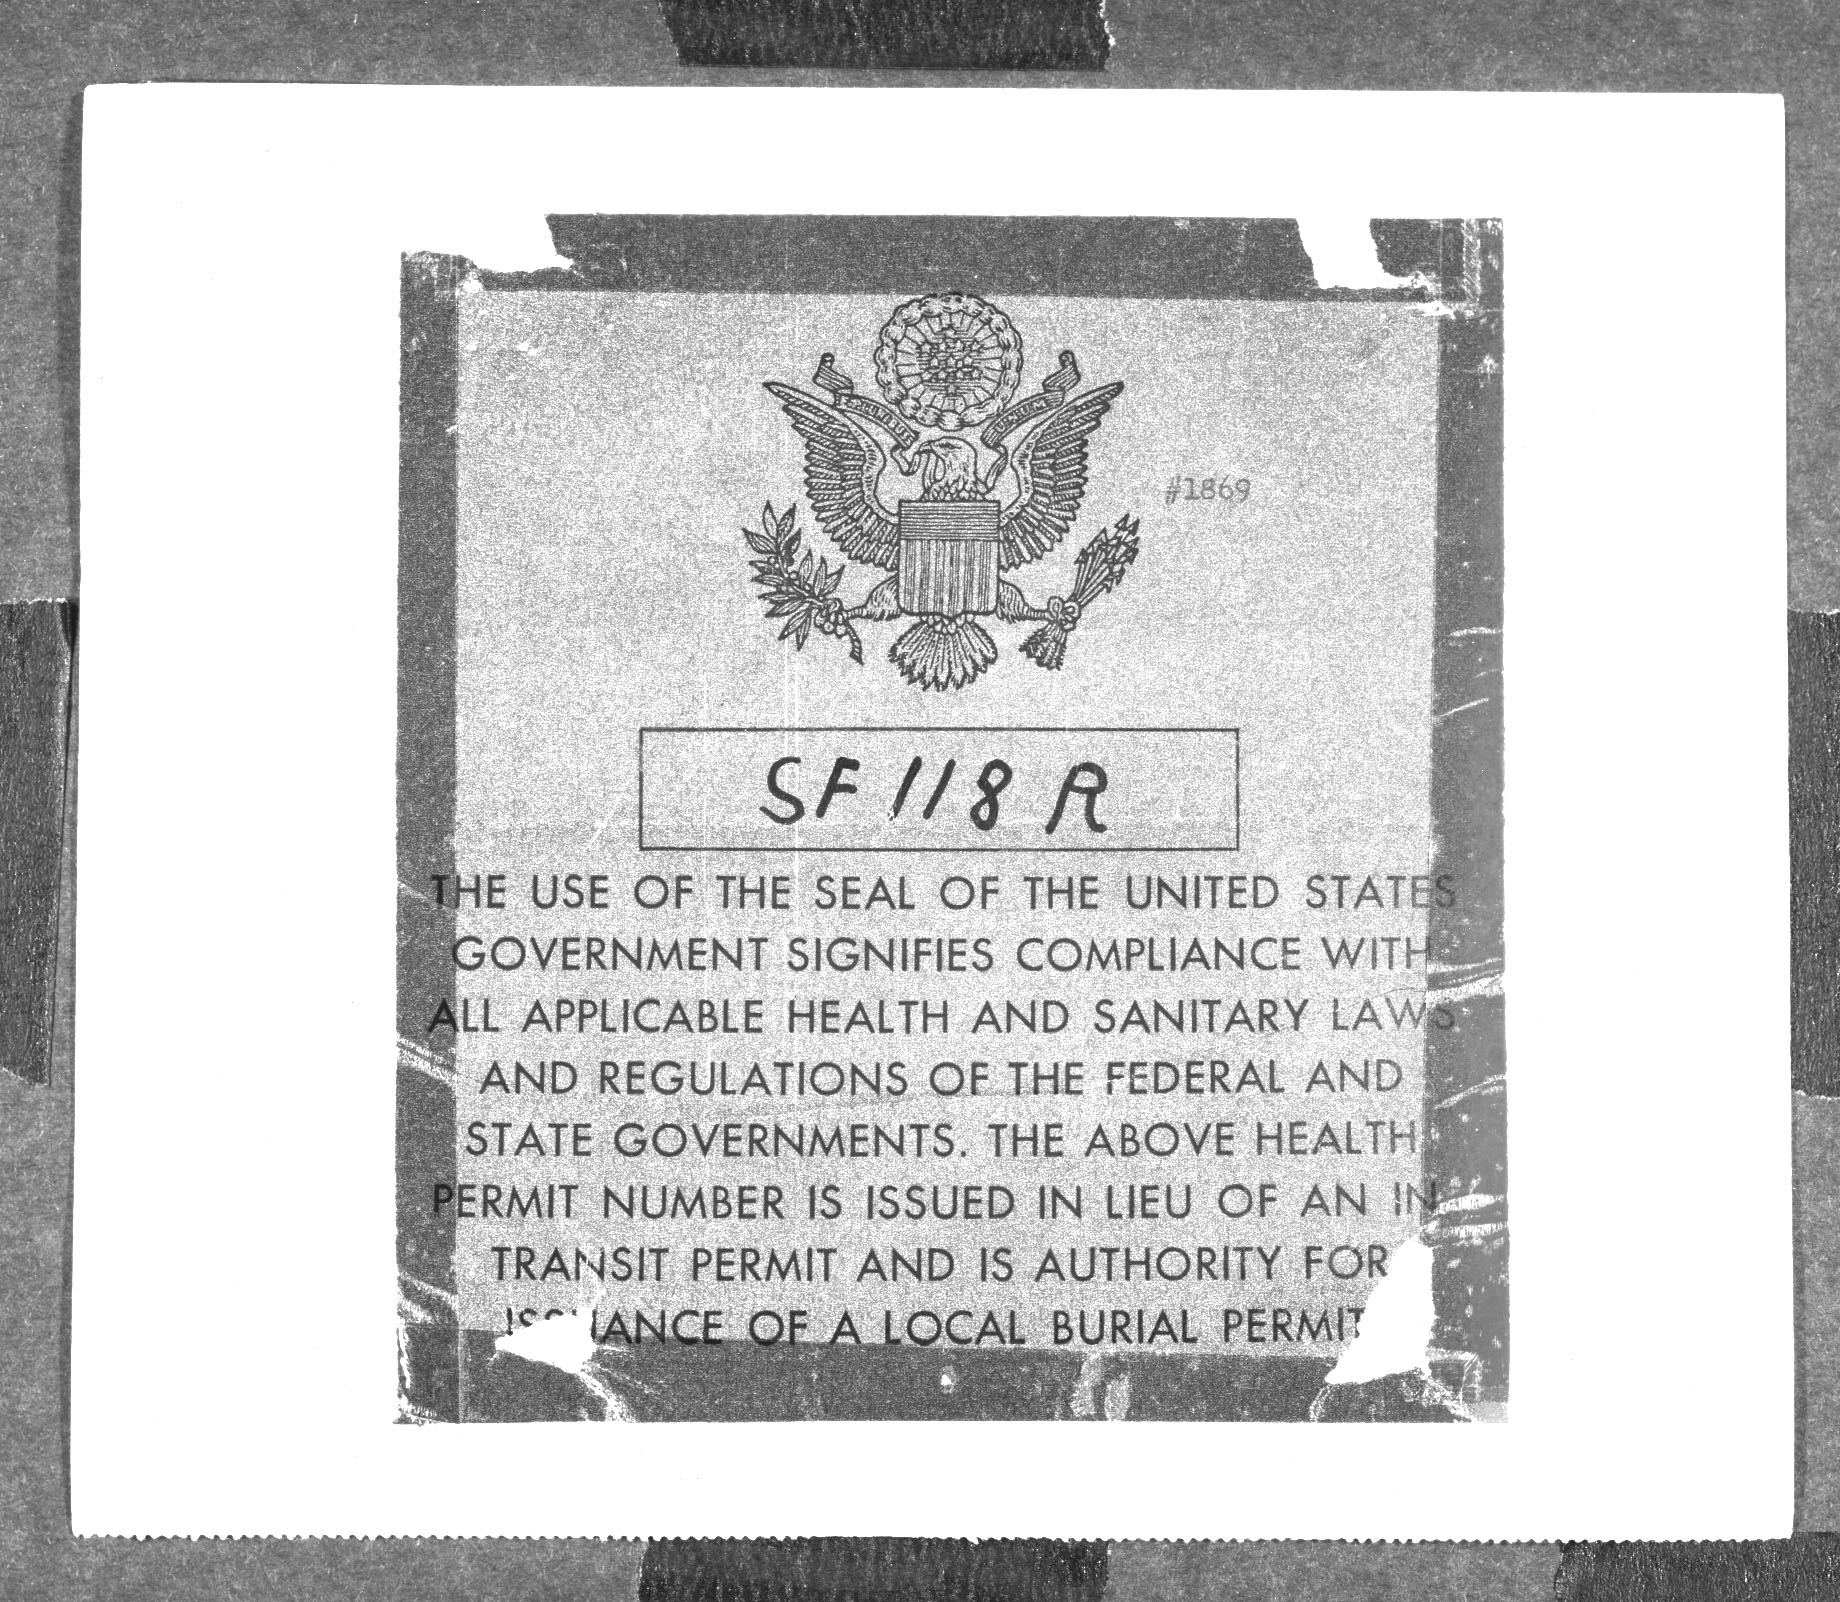 #1869
SF 118 R
THE USE OF THE SEAL OF THE UNITED STATES
GOVERNMENT SIGNIFIES COMPLIANCE WITH
ALL APPLICABLE HEALTH AND SANITARY LAWS
AND REGULATIONS OF THE FEDERAL AND
STATE GOVERNMENTS. THE ABOVE HEALTH
PERMIT NUMBER IS ISSUED IN LIEU OF AN IN
TRANSIT PERMIT AND IS AUTHORITY FOR
ISSUANCE OF A LOCAL BURIAL PERMIT